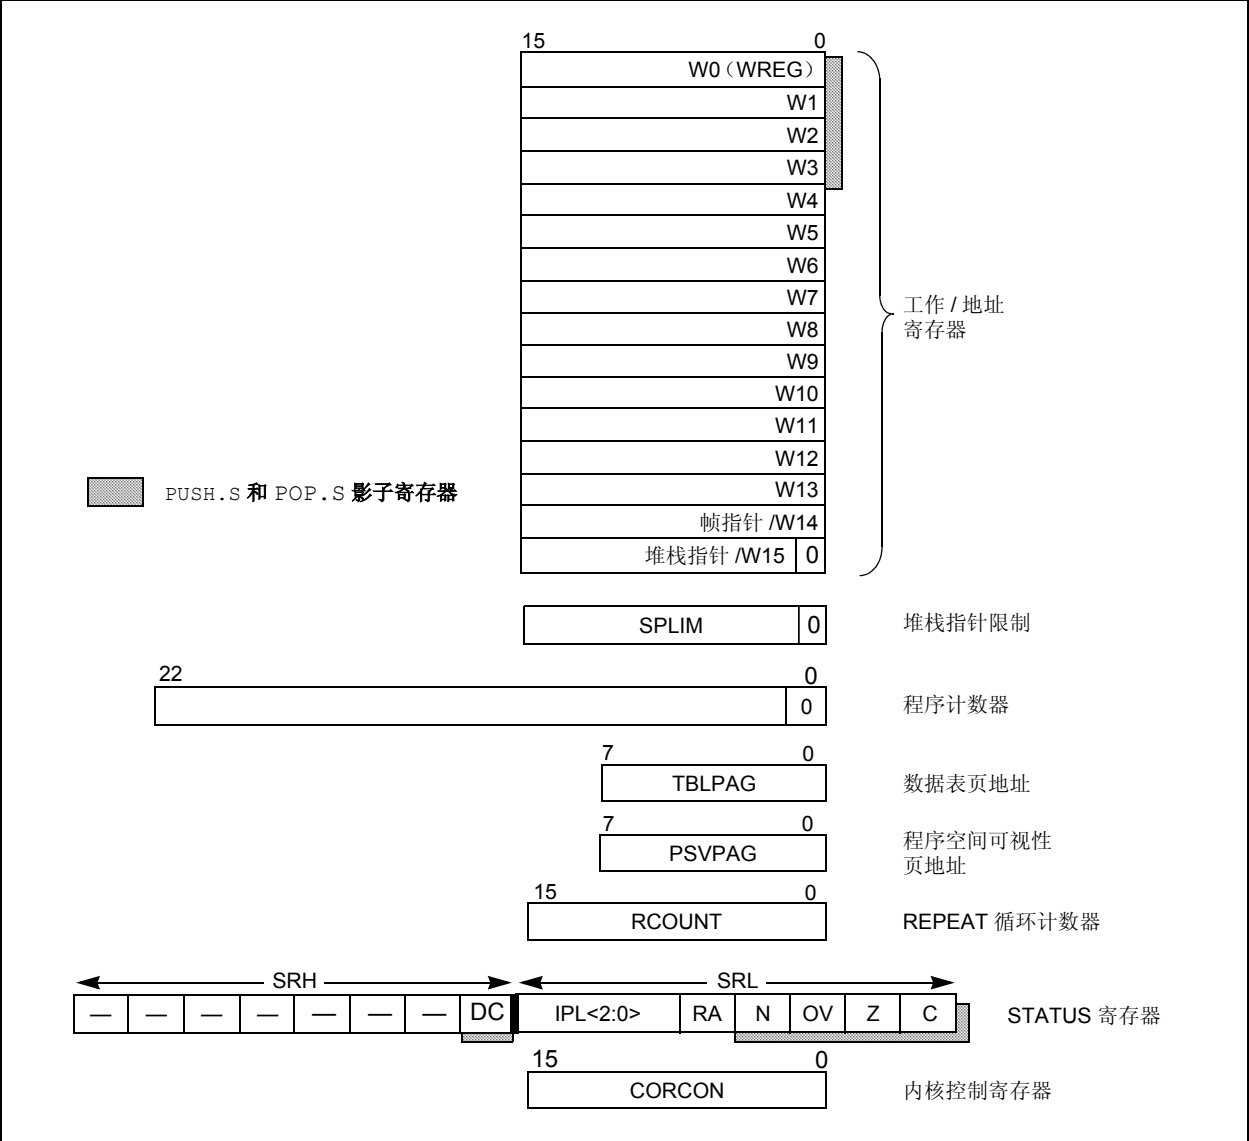 15 0
W0（WREG）
W1
W2
W3
W4
W5
W6
W7
W8
W9
W10
W11
W12
W13
帧指针 /W14
堆栈指针 /W15 0
工作 / 地址
寄存器
PUSH.S 和 POP.S 影子寄存器
SPLIM 0 堆栈指针限制
22 0
0 程序计数器
7 0
TBLPAG 数据表页地址
7 0
PSVPAG
程序空间可视性
页地址
15 0
RCOUNT REPEAT 循环计数器
SRH SRL
— — — — — — — DC IPL<2:0> RA N OV Z C STATUS 寄存器
15 0
CORCON 内核控制寄存器